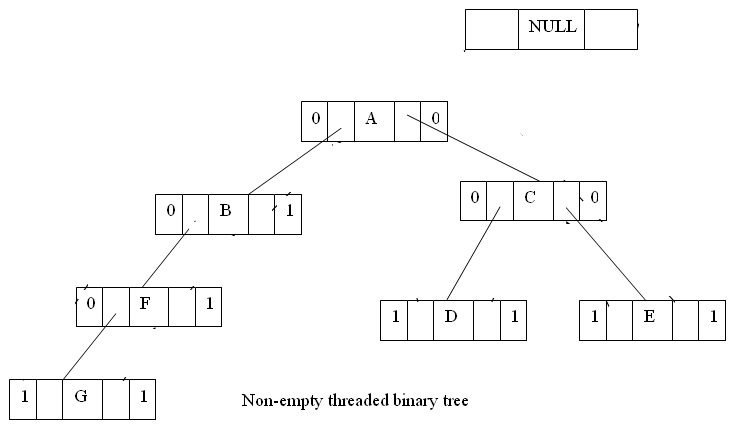 NULL
0 A 0
0 B 1
0 C 0
0 F 1
1 D 1
1 E 1
1 G 1
Non-empty threaded binary tree